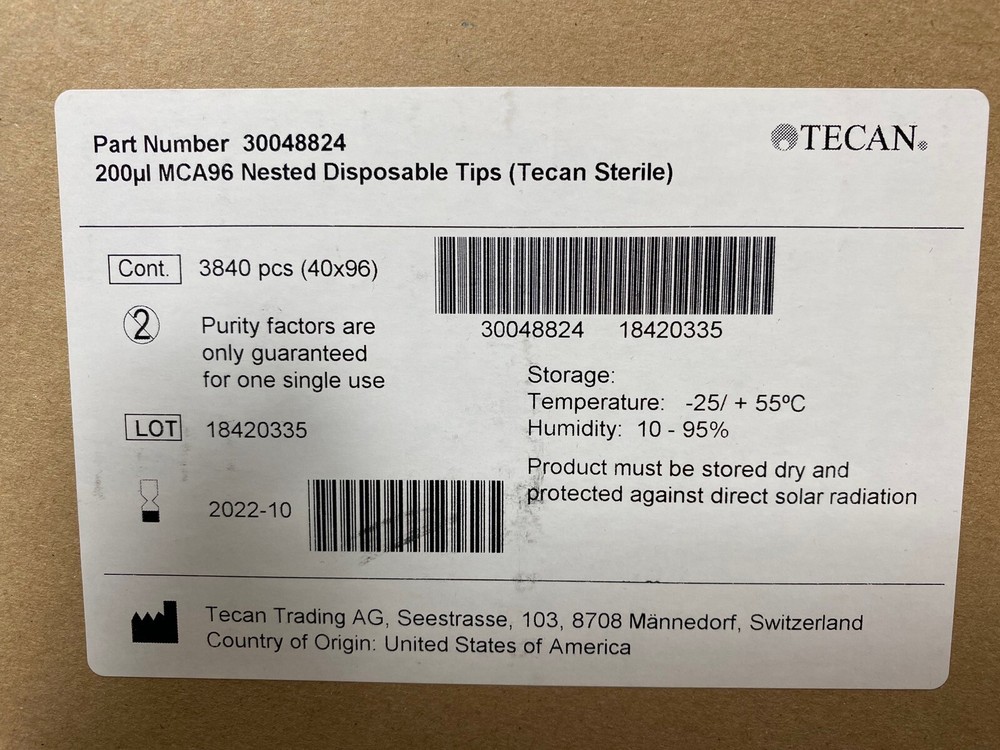 Part Number 30048824
TECAN.
200µl MCA96 Nested Disposable Tips (Tecan Sterile)
Cont. 3840 pcs (40x96)
30048824 18420335
2
Purity factors are
only guaranteed
for one single use
Storage:
Temperature: -25/ + 55ºC
Humidity: 10 - 95%
LOT 18420335
Product must be stored dry and
protected against direct solar radiation
2022-10
Tecan Trading AG, Seestrasse, 103, 8708 Männedorf, Switzerland
Country of Origin: United States of America